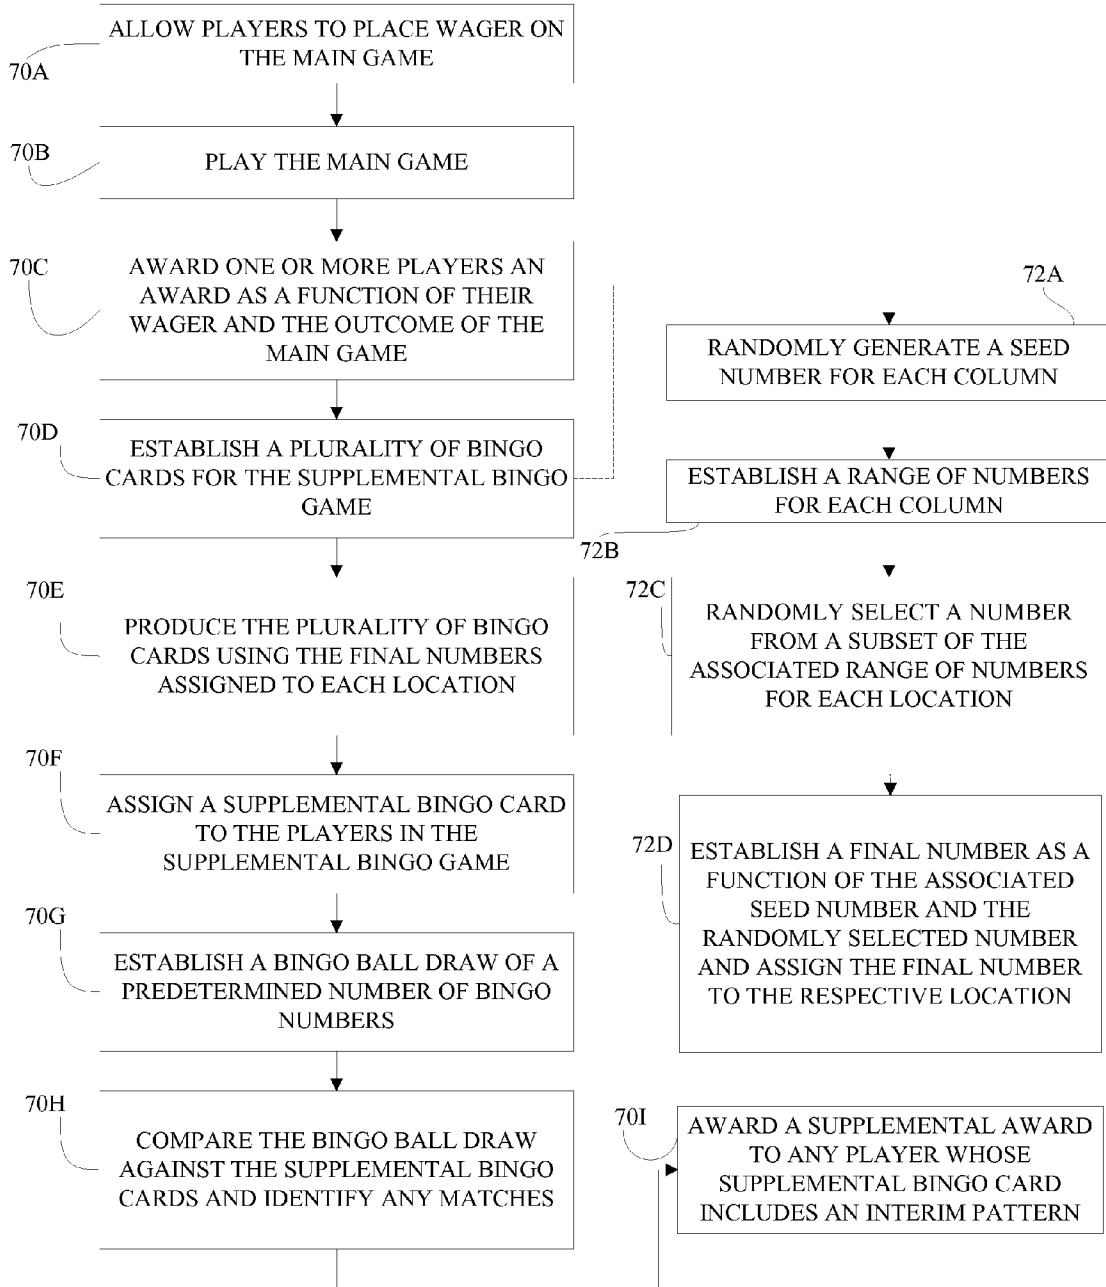 70A
ALLOW PLAYERS TO PLACE WAGER ON
THE MAIN GAME
70B
PLAY THE MAIN GAME
70C
AWARD ONE OR MORE PLAYERS AN
AWARD AS A FUNCTION OF THEIR
WAGER AND THE OUTCOME OF THE
MAIN GAME
70D
ESTABLISH A PLURALITY OF BINGO
CARDS FOR THE SUPPLEMENTAL BINGO
GAME
72A
RANDOMLY GENERATE A SEED
NUMBER FOR EACH COLUMN
72B
ESTABLISH A RANGE OF NUMBERS
FOR EACH COLUMN
72C
RANDOMLY SELECT A NUMBER
FROM A SUBSET OF THE
ASSOCIATED RANGE OF NUMBERS
FOR EACH LOCATION
72D
ESTABLISH A FINAL NUMBER AS A
FUNCTION OF THE ASSOCIATED
SEED NUMBER AND THE
RANDOMLY SELECTED NUMBER
AND ASSIGN THE FINAL NUMBER
TO THE RESPECTIVE LOCATION
70E
PRODUCE THE PLURALITY OF BINGO
CARDS USING THE FINAL NUMBERS
ASSIGNED TO EACH LOCATION
70F
ASSIGN A SUPPLEMENTAL BINGO CARD
TO THE PLAYERS IN THE
SUPPLEMENTAL BINGO GAME
70G
ESTABLISH A BINGO BALL DRAW OF A
PREDETERMINED NUMBER OF BINGO
NUMBERS
70H
COMPARE THE BINGO BALL DRAW
AGAINST THE SUPPLEMENTAL BINGO
CARDS AND IDENTIFY ANY MATCHES
70I
AWARD A SUPPLEMENTAL AWARD
TO ANY PLAYER WHOSE
SUPPLEMENTAL BINGO CARD
INCLUDES AN INTERIM PATTERN